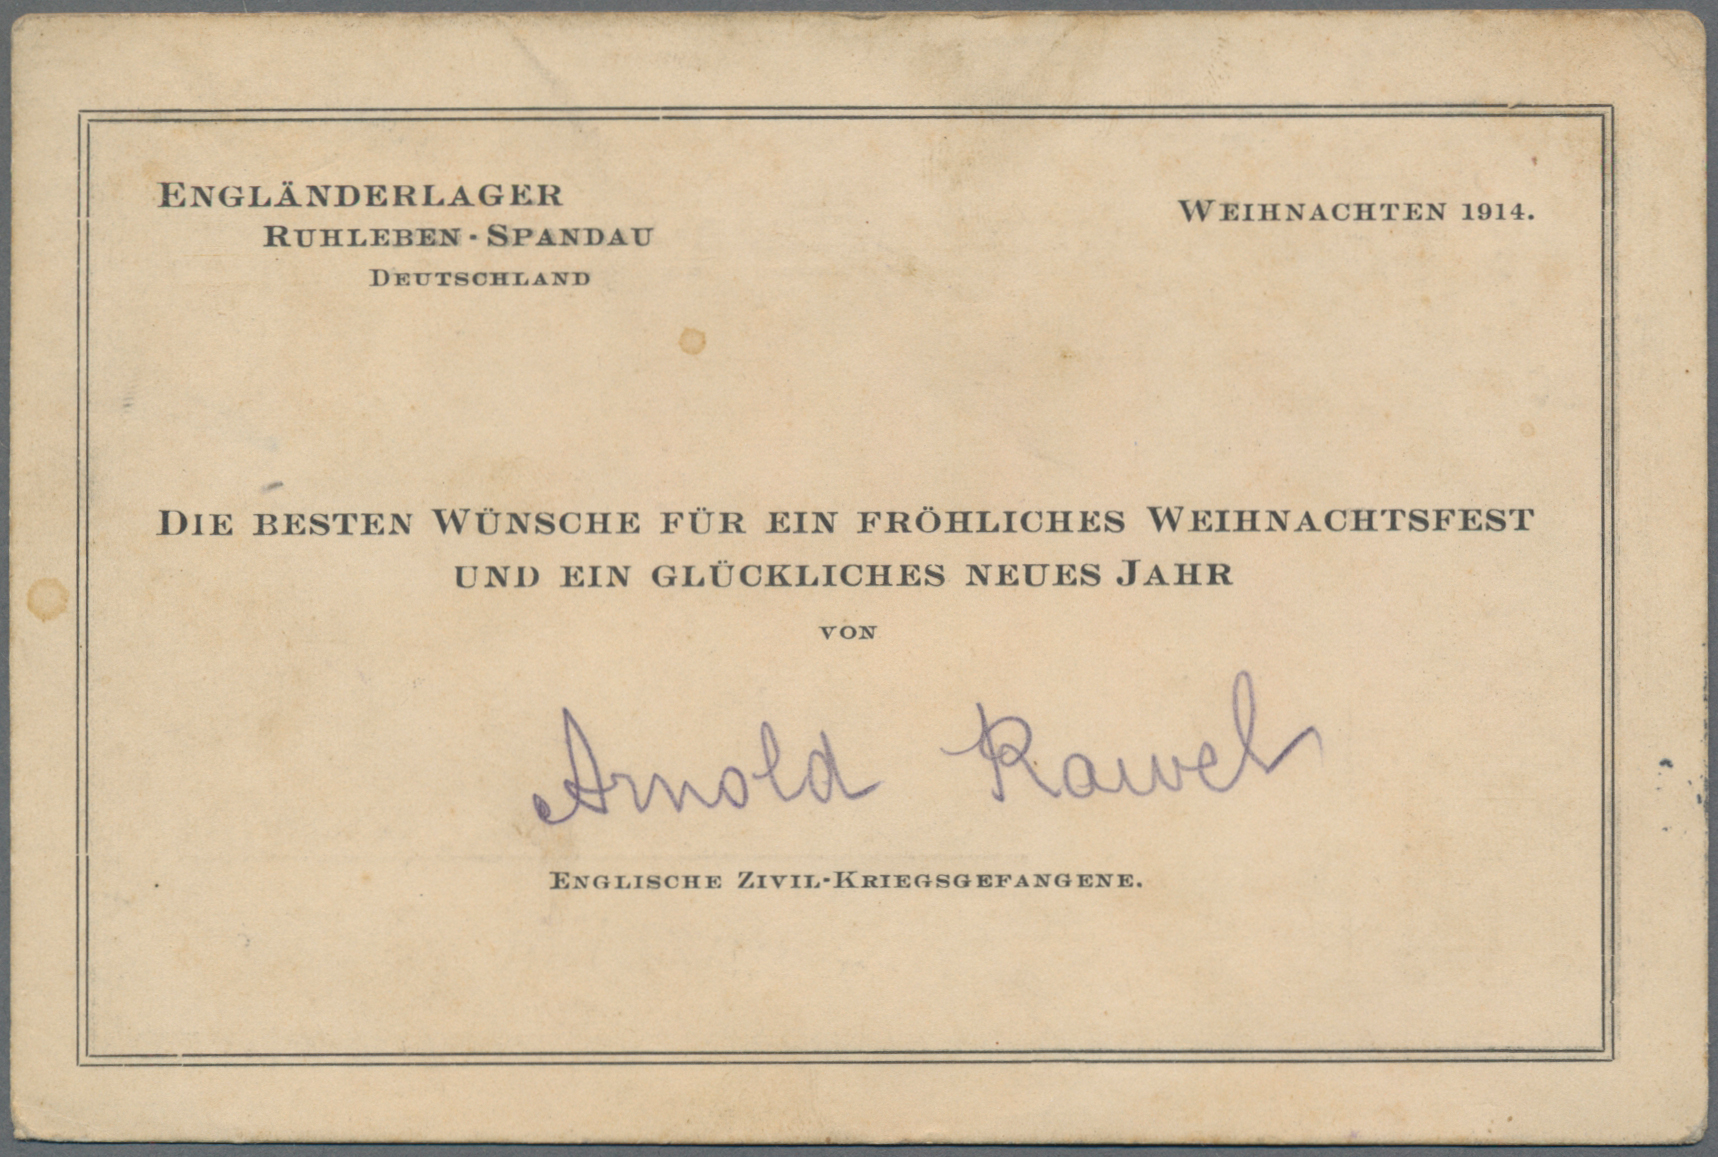 Engländerlager
Ruhleben-Spandau
Deutschland
Weihnachten 1914.
Die besten Wünsche für ein fröhliches Weihnachtsfest
und ein glückliches neues Jahr
von
Arnold Rawel
Englische Zivil-Kriegsgefangene.